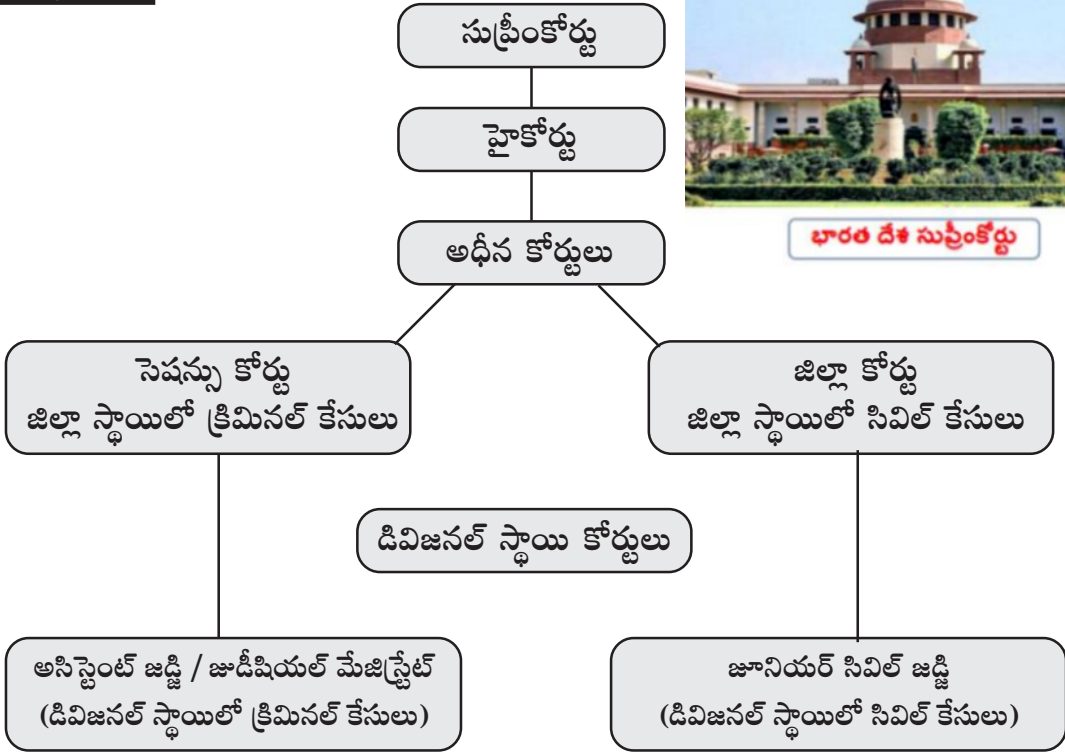 సుప్రీంకోర్టు
హైకోర్టు
భారత దేశ సుప్రీంకోర్టు
అధీన కోర్టులు
సెషన్సు కోర్టు
జిల్లా స్థాయిలో క్రిమినల్ కేసులు
జిల్లా కోర్టు
జిల్లా స్థాయిలో సివిల్ కేసులు
డివిజనల్ స్థాయి కోర్టులు
అసిస్టెంట్ జడ్జి / జుడీషియల్ మేజిస్ట్రేట్
(డివిజనల్ స్థాయిలో క్రిమినల్ కేసులు)
జూనియర్ సివిల్ జడ్జి
(డివిజనల్ స్థాయిలో సివిల్ కేసులు)